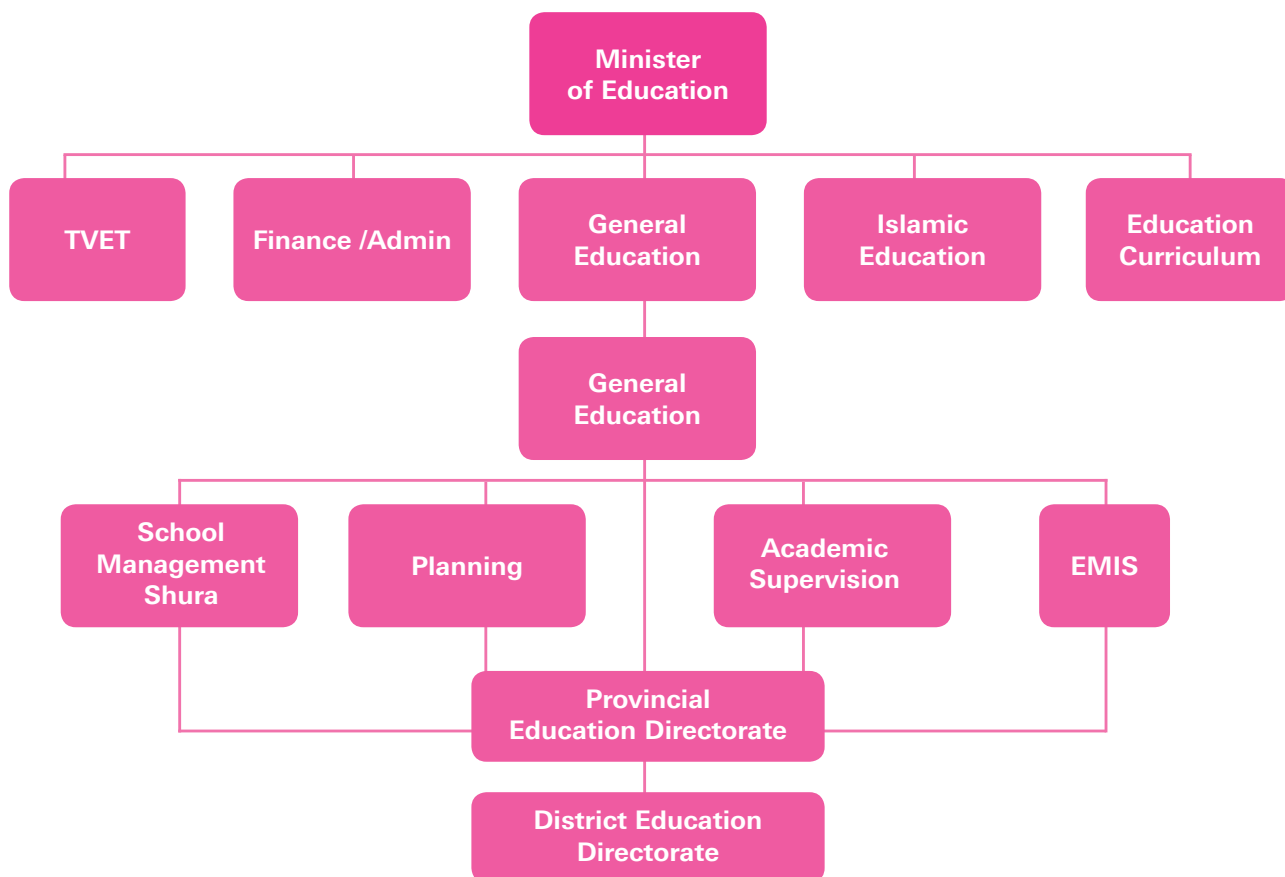 Minister
of Education
TVET
Finance /Admin
General
Education
Islamic
Education
Education
Curriculum
General
Education
School
Management
Shura
Planning
Academic
Supervision
EMIS
Provincial
Education Directorate
District Education
Directorate